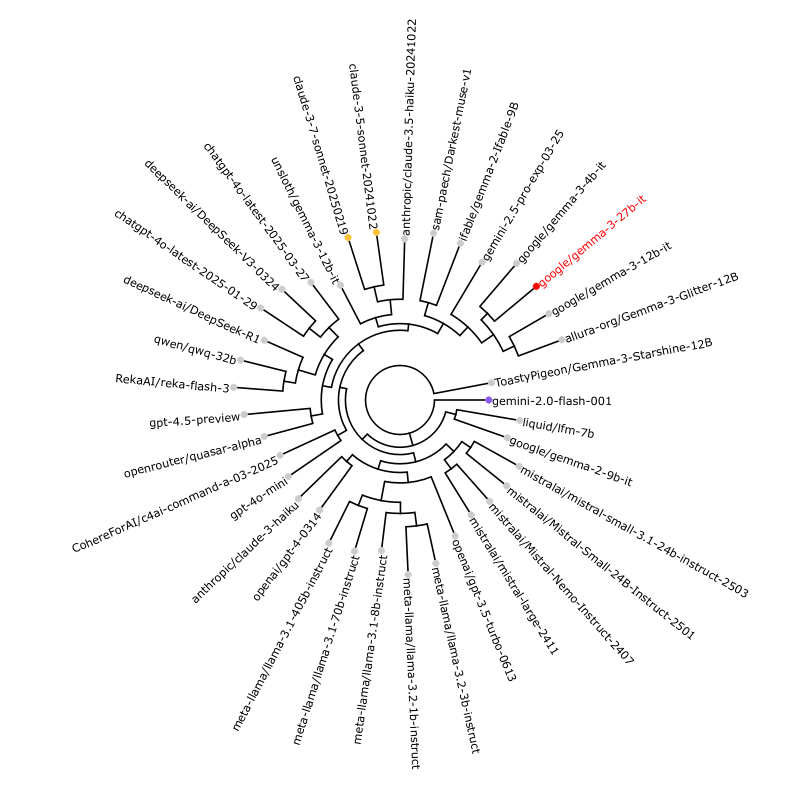 anthropic/claude-3.5-haiku-20241022
sam-paech/Darkest-muse-v1
ifable/gemma-2-Ifable-9B
gemini-2.5-pro-exp-03-25
google/gemma-3-4b-it
google/gemma-3-27b-it
google/gemma-3-12b-it
allura-org/Gemma-3-Glitter-12B
ToastyPigeon/Gemma-3-Starshine-12B
gemini-2.0-flash-001
liquid/lfm-7b
google/gemma-2-9b-it
mistralai/mistral-small-3.1-24b-instruct-2503
mistralai/Mistral-Small-24B-Instruct-2501
mistralai/Mistral-Nemo-Instruct-2407
mistralai/mistral-large-2411
openai/gpt-3.5-turbo-0613
meta-llama/llama-3.2-3b-instruct
meta-llama/llama-3.2-1b-instruct
meta-llama/llama-3.1-8b-instruct
meta-llama/llama-3.1-70b-instruct
meta-llama/llama-3.1-405b-instruct
openai/gpt-4-0314
anthropic/claude-3-haiku
gpt-4o-mini
CohereForAI/c4ai-command-a-03-2025
openrouter/quasar-alpha
gpt-4.5-preview
RekaAI/reka-flash-3
qwen/qwq-32b
deepseek-ai/DeepSeek-R1
chatgpt-4o-latest-2025-01-29
deepseek-ai/DeepSeek-V3-0324
chatgpt-4o-latest-2025-03-27
unsloth/gemma-3-12b-it
claude-3-7-sonnet-20250219
claude-3-5-sonnet-20241022